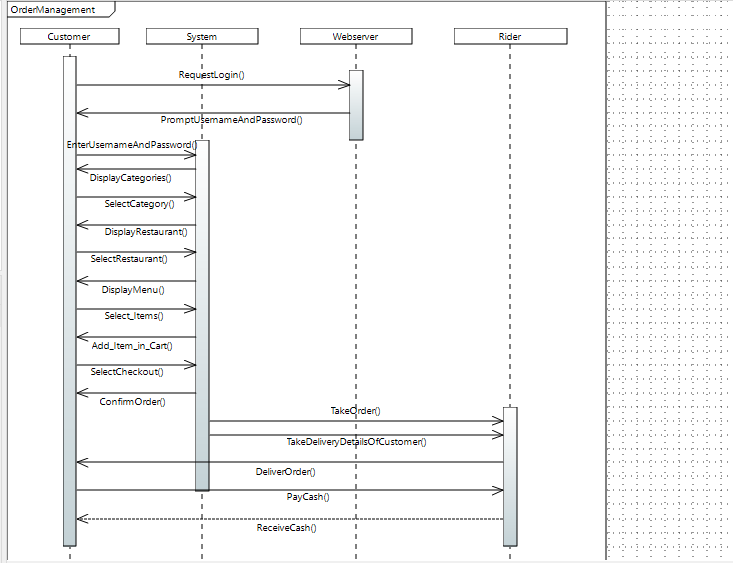 OrderManagement
Customer
System
Webserver
Rider
RequestLogin()
PromptUsernameAndPassword()
EnterUsernameAndPassword()
DisplayCategories()
SelectCategory()
DisplayRestaurant()
SelectRestaurant()
DisplayMenu()
Select_Items()
Add_Item_in_Cart()
SelectCheckout()
ConfirmOrder()
TakeOrder()
TakeDeliveryDetailsOfCustomer()
DeliverOrder()
PayCash()
ReceiveCash()